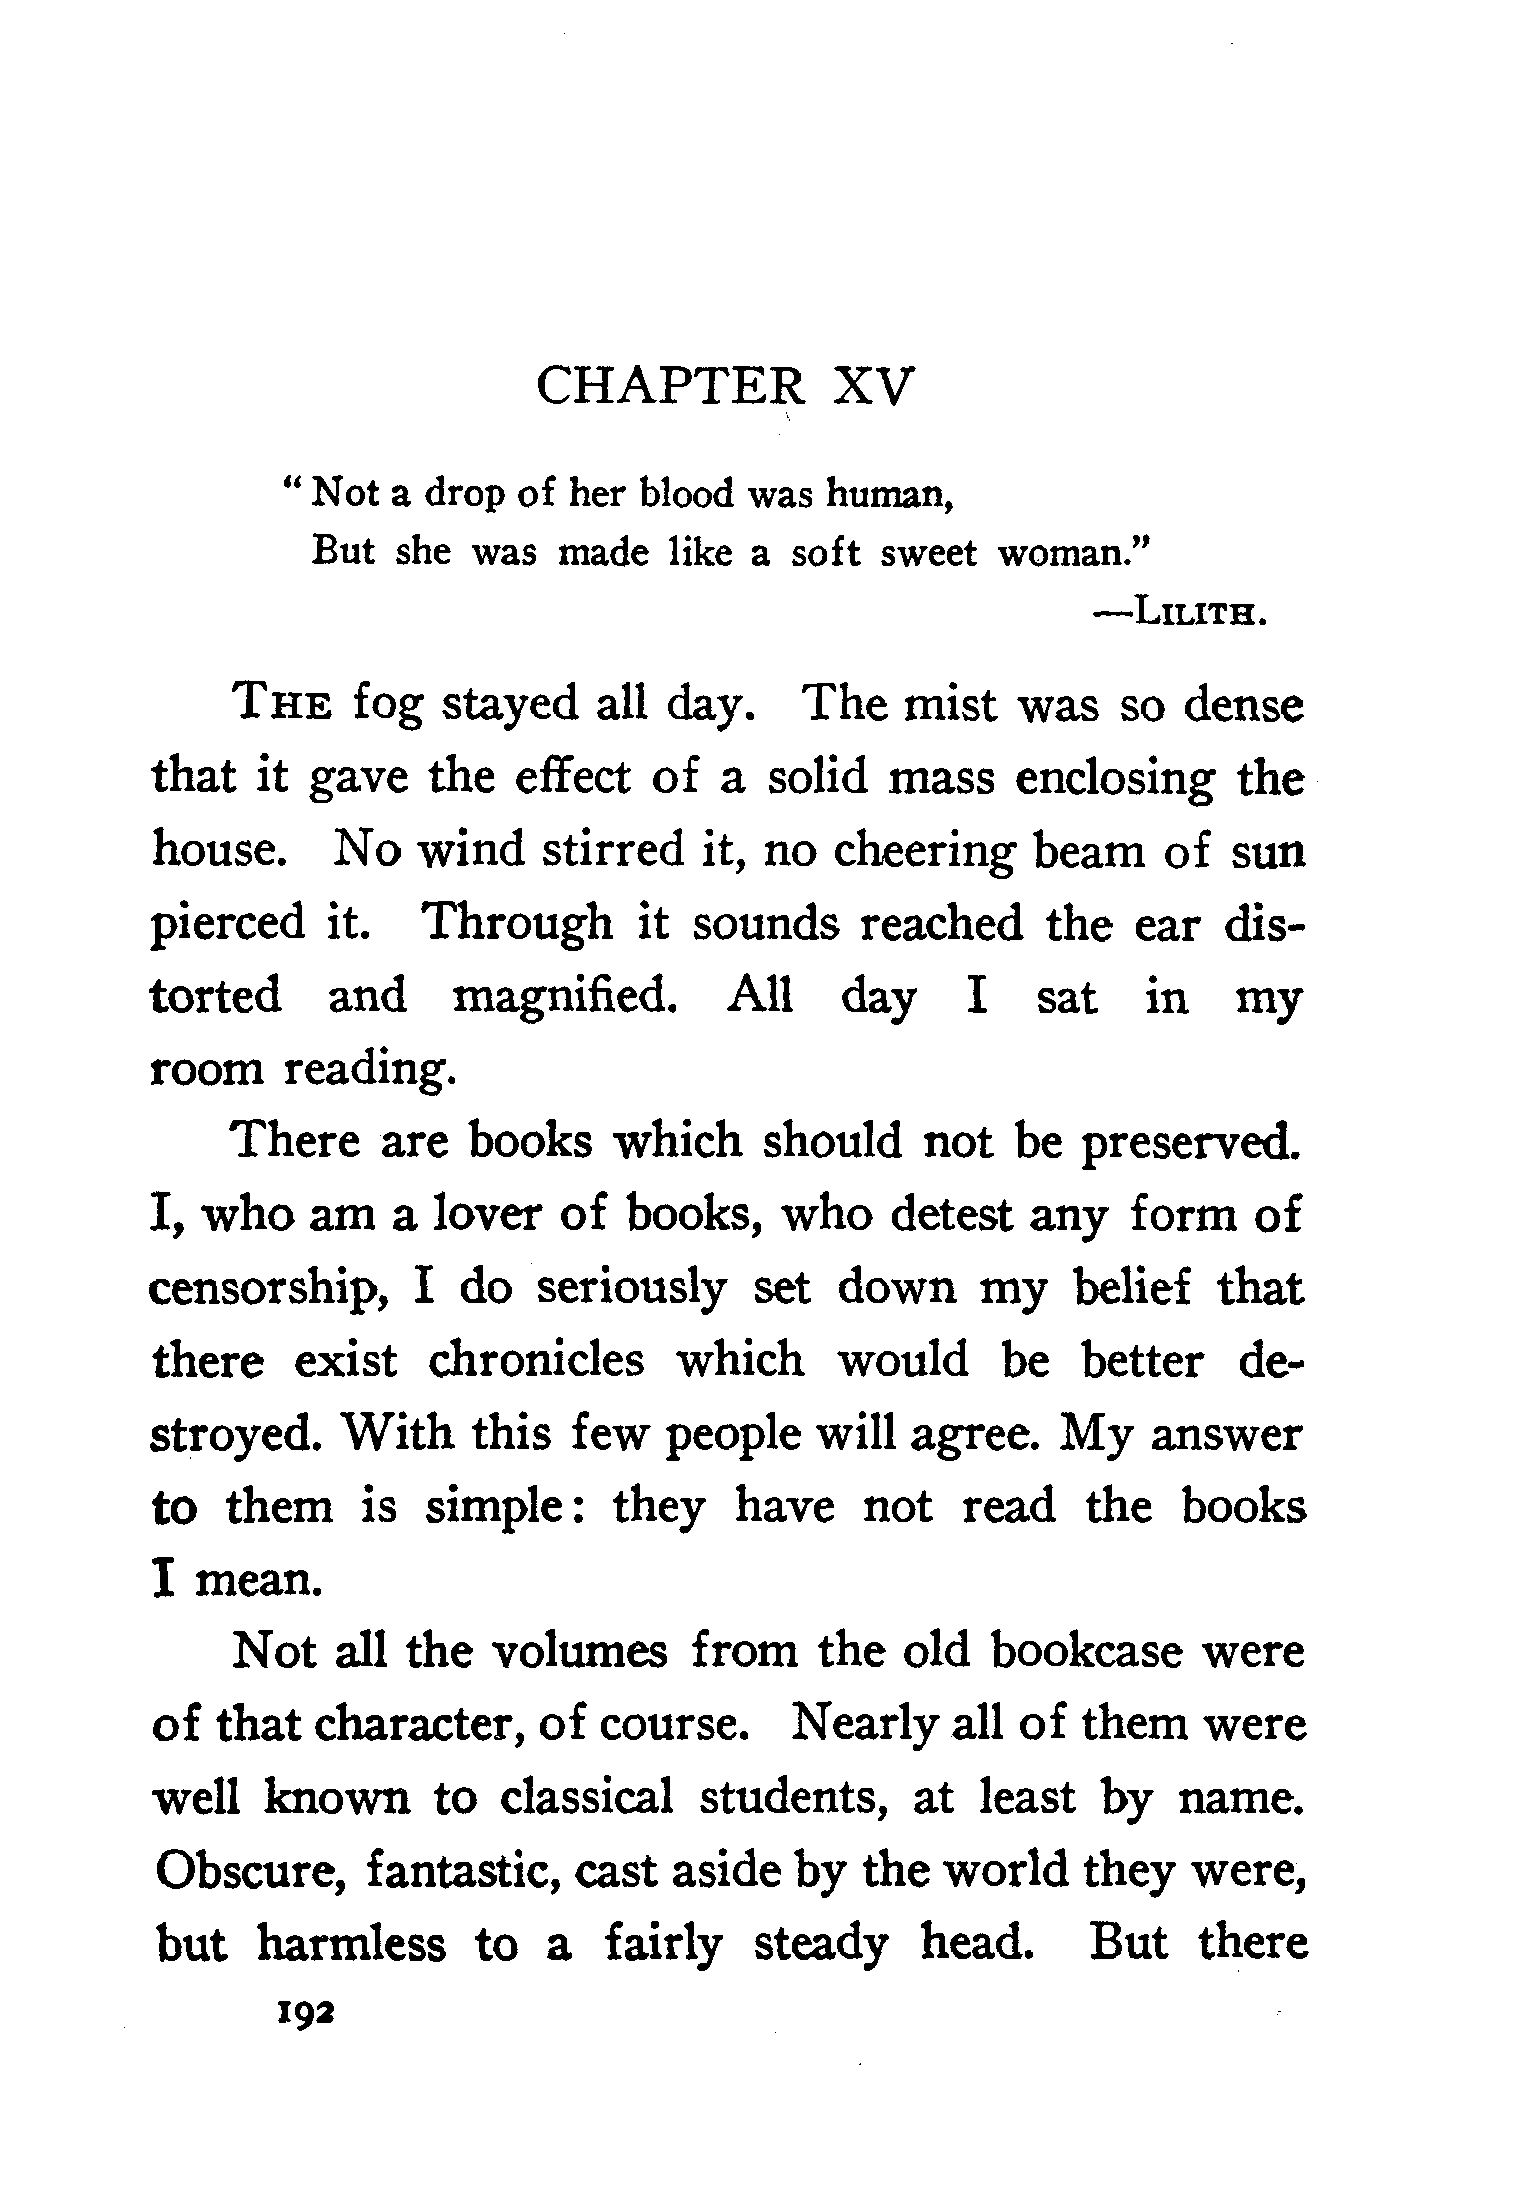 CHAPTER XV
“Not a drop of her blood was human,
But she was made like a soft sweet woman.”
—LILITH.
THE fog stayed all day. The mist was so dense
that it gave the effect of a solid mass enclosing the
house. No wind stirred it, no cheering beam of sun
pierced it. Through it sounds reached the ear dis-
torted and magnified. All day I sat in my
room reading.
There are books which should not be preserved.
I, who am a lover of books, who detest any form of
censorship, I do seriously set down my belief that
there exist chronicles which would be better de-
stroyed. With this few people will agree. My answer
to them is simple: they have not read the books
I mean.
Not all the volumes from the old bookcase were
of that character, of course. Nearly all of them were
well known to classical students, at least by name.
Obscure, fantastic, cast aside by the world they were,
but harmless to a fairly steady head. But there
192